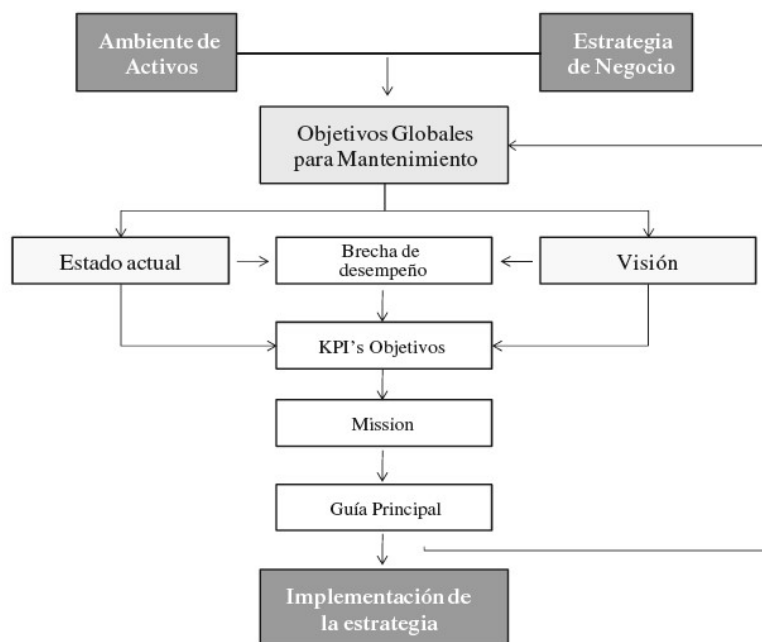 Ambiente de
Activos
Estrategia
de Negocio
Objetivos Globales
para Mantenimiento
Estado actual
Brecha de
desempeño
Visión
KPI's Objetivos
Mission
Guía Principal
Implementación de
la estrategia